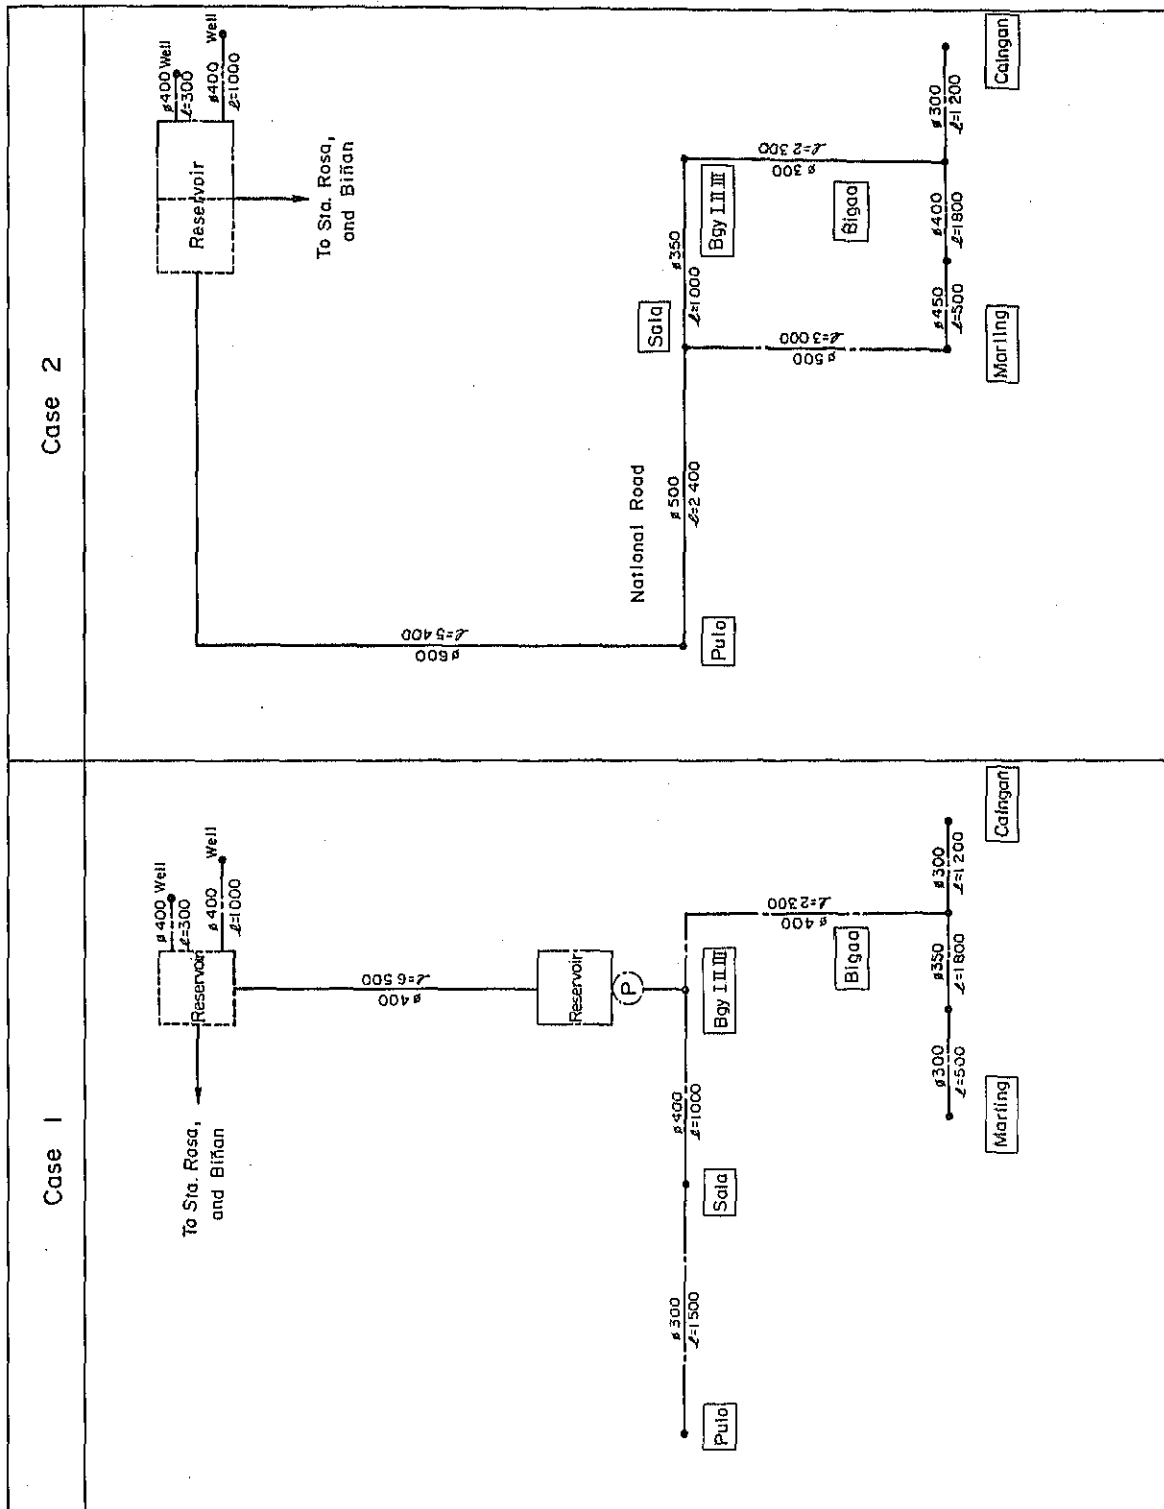 Case 1
ø400 Well
ℓ=300
Well
ø400
ℓ=1000
Reservoir
To Sta. Rosa,
and Biñan
ø400
ℓ=6500
Reservoir
P
ø300
ℓ=1500
ø400
ℓ=1000
Pulo
Sala
Bgy I II III
ø400
ℓ=2300
Bigaa
ø300
ℓ=500
ø350
ℓ=1800
ø300
ℓ=1200
Marling
Caingan
Case 2
ø400 Well
ℓ=300
Well
ø400
ℓ=1000
Reservoir
To Sta. Rosa,
and Biñan
ø600
ℓ=5400
National Road
ø500
ℓ=2400
Sala
ø350
ℓ=1000
Pulo
Bgy I II III
ø500
ℓ=3000
ø300
ℓ=2300
Bigaa
ø450
ℓ=500
ø400
ℓ=1800
ø300
ℓ=1200
Marling
Caingan